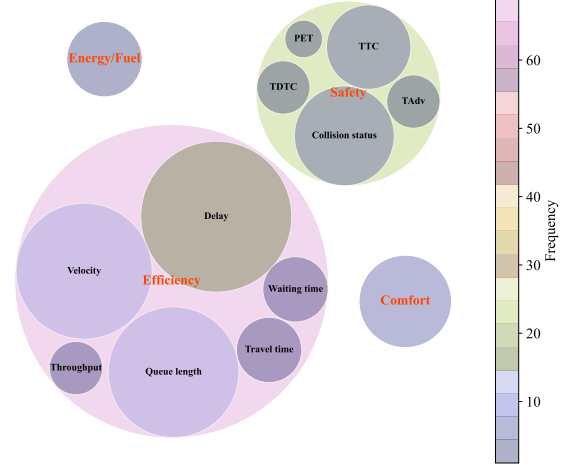 PET
TTC
Energy/Fuel
TDTC
Safety
TAdv
Collision status
Delay
Velocity
Efficiency
Waiting time
Comfort
Travel time
Throughput
Queue length
60
50
40
30
20
10
Frequency